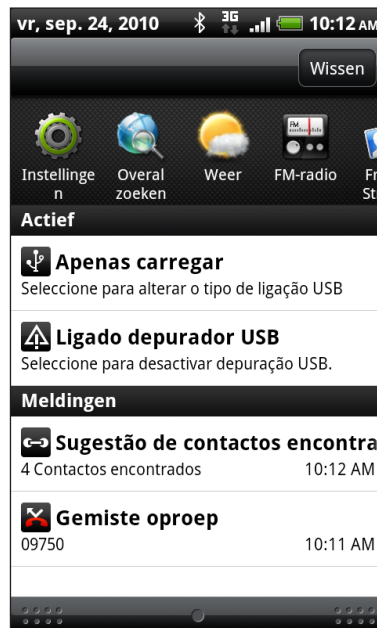 vr, sep. 24, 2010 3G 10:12 AM
Wissen
Instellinge
n
Overal
zoeken
Weer
FM-radio
Fr
Sti
Actief
Apenas carregar
Seleccione para alterar o tipo de ligação USB
Ligado depurador USB
Seleccione para desactivar depuração USB.
Meldingen
Sugestão de contactos encontra
4 Contactos encontrados 10:12 AM
Gemiste oproep
09750 10:11 AM